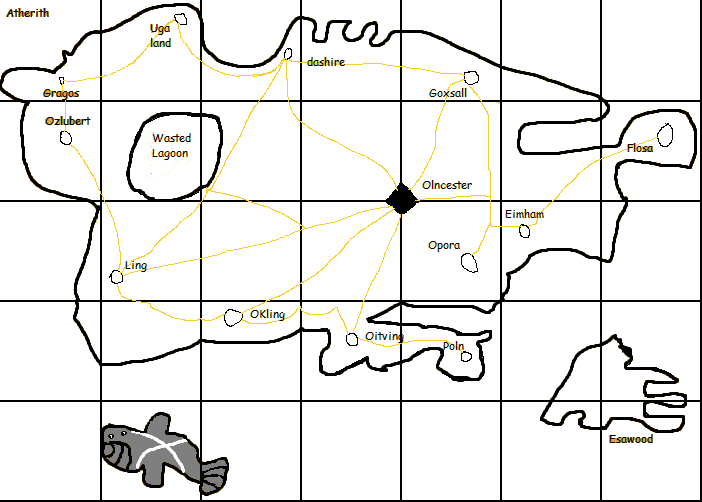 Atherith
Uga
land
dashire
Goxsall
Gragos
Ozlubert
Wasted
Lagoon
Flosa
Olncester
Eimham
Opora
Ling
OKling
Oitving
Poln
Esawood